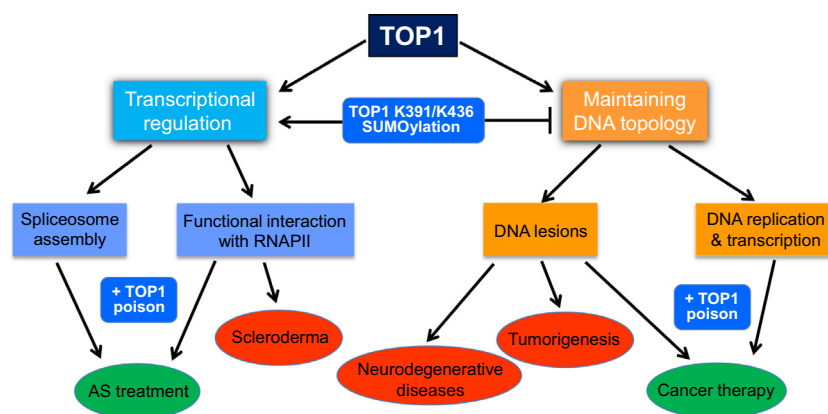 TOP1
Transcriptional
regulation
TOP1 K391/K436
SUMOylation
Maintaining
DNA topology
Spliceosome
assembly
Functional interaction
with RNAPII
DNA lesions
DNA replication
& transcription
+ TOP1
poison
Scleroderma
Tumorigenesis
+ TOP1
poison
AS treatment
Neurodegenerative
diseases
Cancer therapy